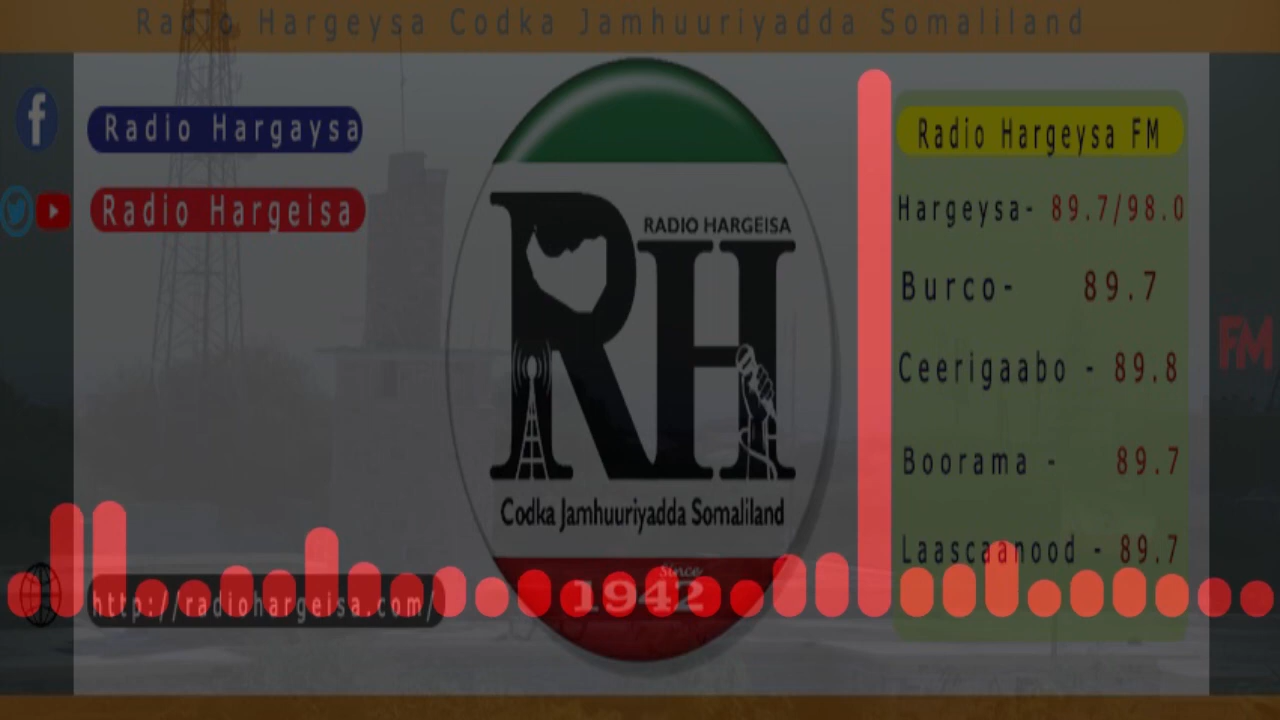 Radio Hargeysa Codka Jamhuuriyadda Somaliland
Radio Hargaysa
Radio Hargeisa
http://radiohargeisa.com/
RADIO HARGEISA
RH
Codka Jamhuuriyadda Somaliland
Since
1942
Radio Hargeysa FM
Hargeysa- 89.7/98.0
Burco- 89.7
Ceerigaabo - 89.8
Boorama - 89.7
Laascaanood - 89.7
FM